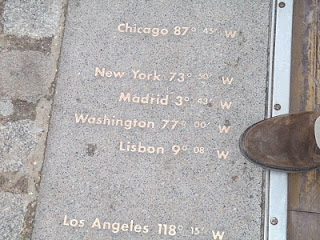 Chicago 87° 45' W
New York 73° 50' W
Madrid 3° 43' W
Washington 77° 00' W
Lisbon 9° 08' W
Los Angeles 118° 15' W